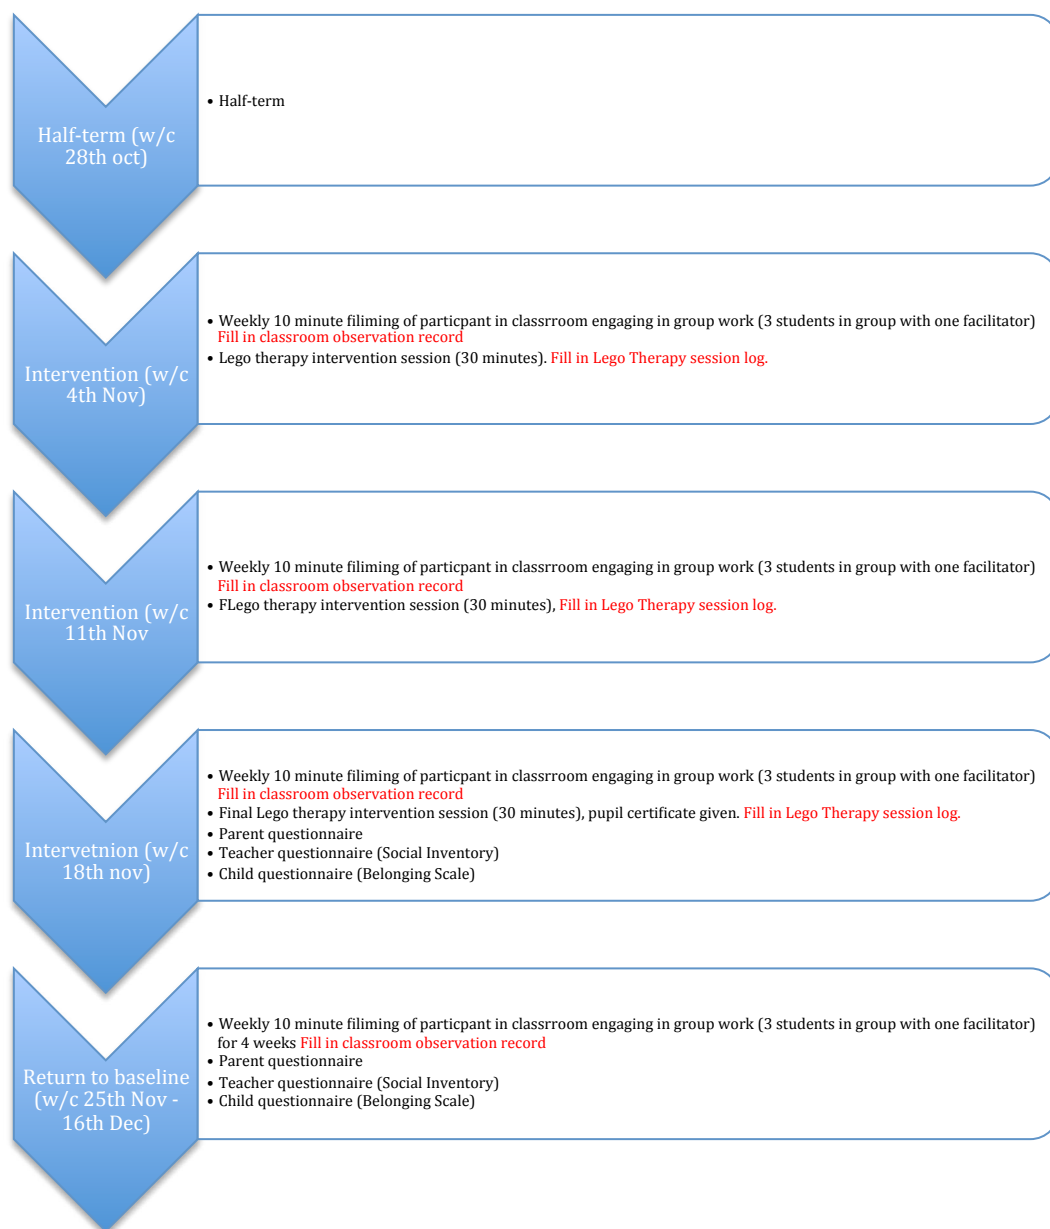 Half-term (w/c
28th oct)
• Half-term
Intervention (w/c
4th Nov)
• Weekly 10 minute filiming of particpant in classrroom engaging in group work (3 students in group with one facilitator)
Fill in classroom observation record
• Lego therapy intervention session (30 minutes). Fill in Lego Therapy session log.
Intervention (w/c
11th Nov
• Weekly 10 minute filiming of particpant in classrroom engaging in group work (3 students in group with one facilitator)
Fill in classroom observation record
• FLego therapy intervention session (30 minutes), Fill in Lego Therapy session log.
Intervetnion (w/c
18th nov)
• Weekly 10 minute filiming of particpant in classrroom engaging in group work (3 students in group with one facilitator)
Fill in classroom observation record
• Final Lego therapy intervention session (30 minutes), pupil certificate given. Fill in Lego Therapy session log.
• Parent questionnaire
• Teacher questionnaire (Social Inventory)
• Child questionnaire (Belonging Scale)
Return to baseline
(w/c 25th Nov -
16th Dec)
• Weekly 10 minute filiming of particpant in classrroom engaging in group work (3 students in group with one facilitator)
for 4 weeks Fill in classroom observation record
• Parent questionnaire
• Teacher questionnaire (Social Inventory)
• Child questionnaire (Belonging Scale)